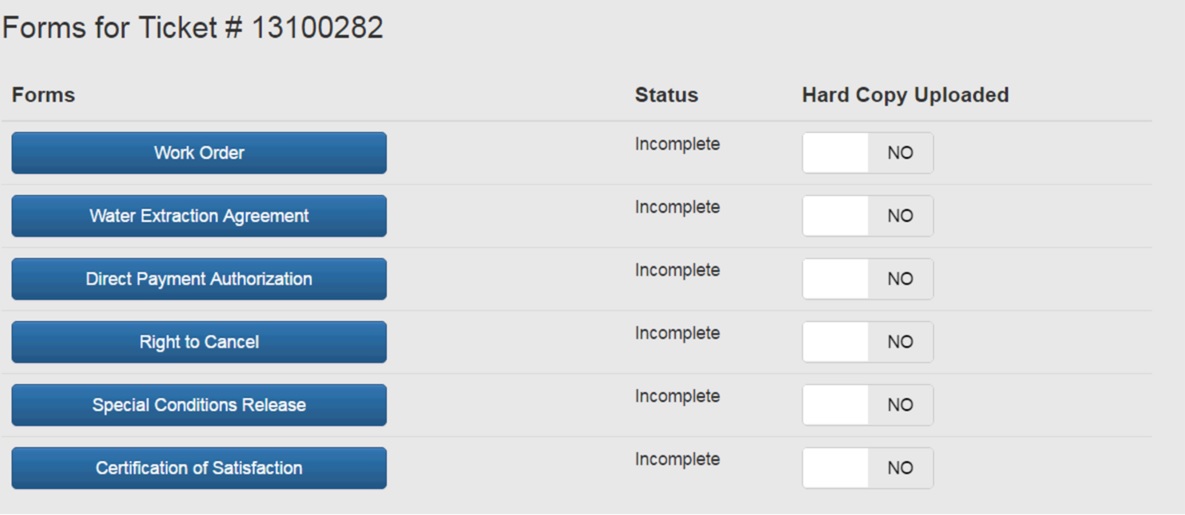 Forms for Ticket # 13100282
Forms Status Hard Copy Uploaded
Work Order Incomplete NO
Water Extraction Agreement Incomplete NO
Direct Payment Authorization Incomplete NO
Right to Cancel Incomplete NO
Special Conditions Release Incomplete NO
Certification of Satisfaction Incomplete NO